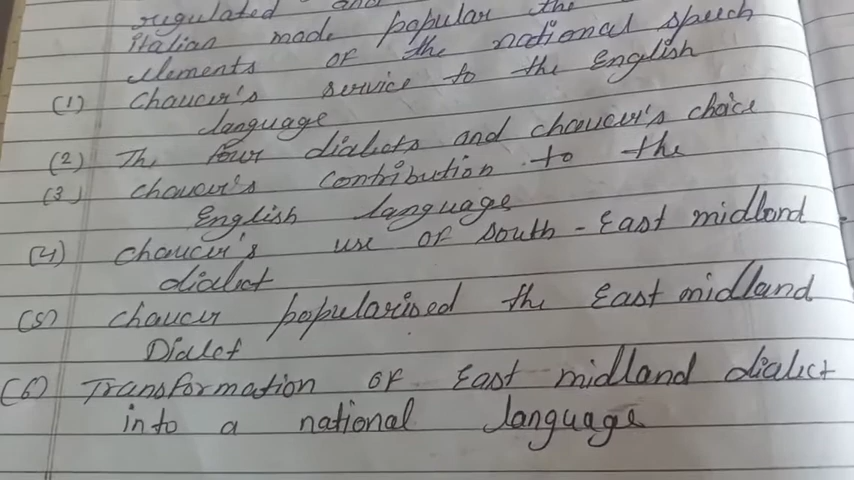 regulated and
italian made popular the
elements of the national speech
(1) Chaucer's service to the English
language
(2) The four dialects and chaucer's choice
(3) chaucer's contribution to the
English language
(4) chaucer's use of south - East midland
dialect
(5) chaucer popularised the East midland
Dialet
(6) Transformation of East midland dialect
into a national language